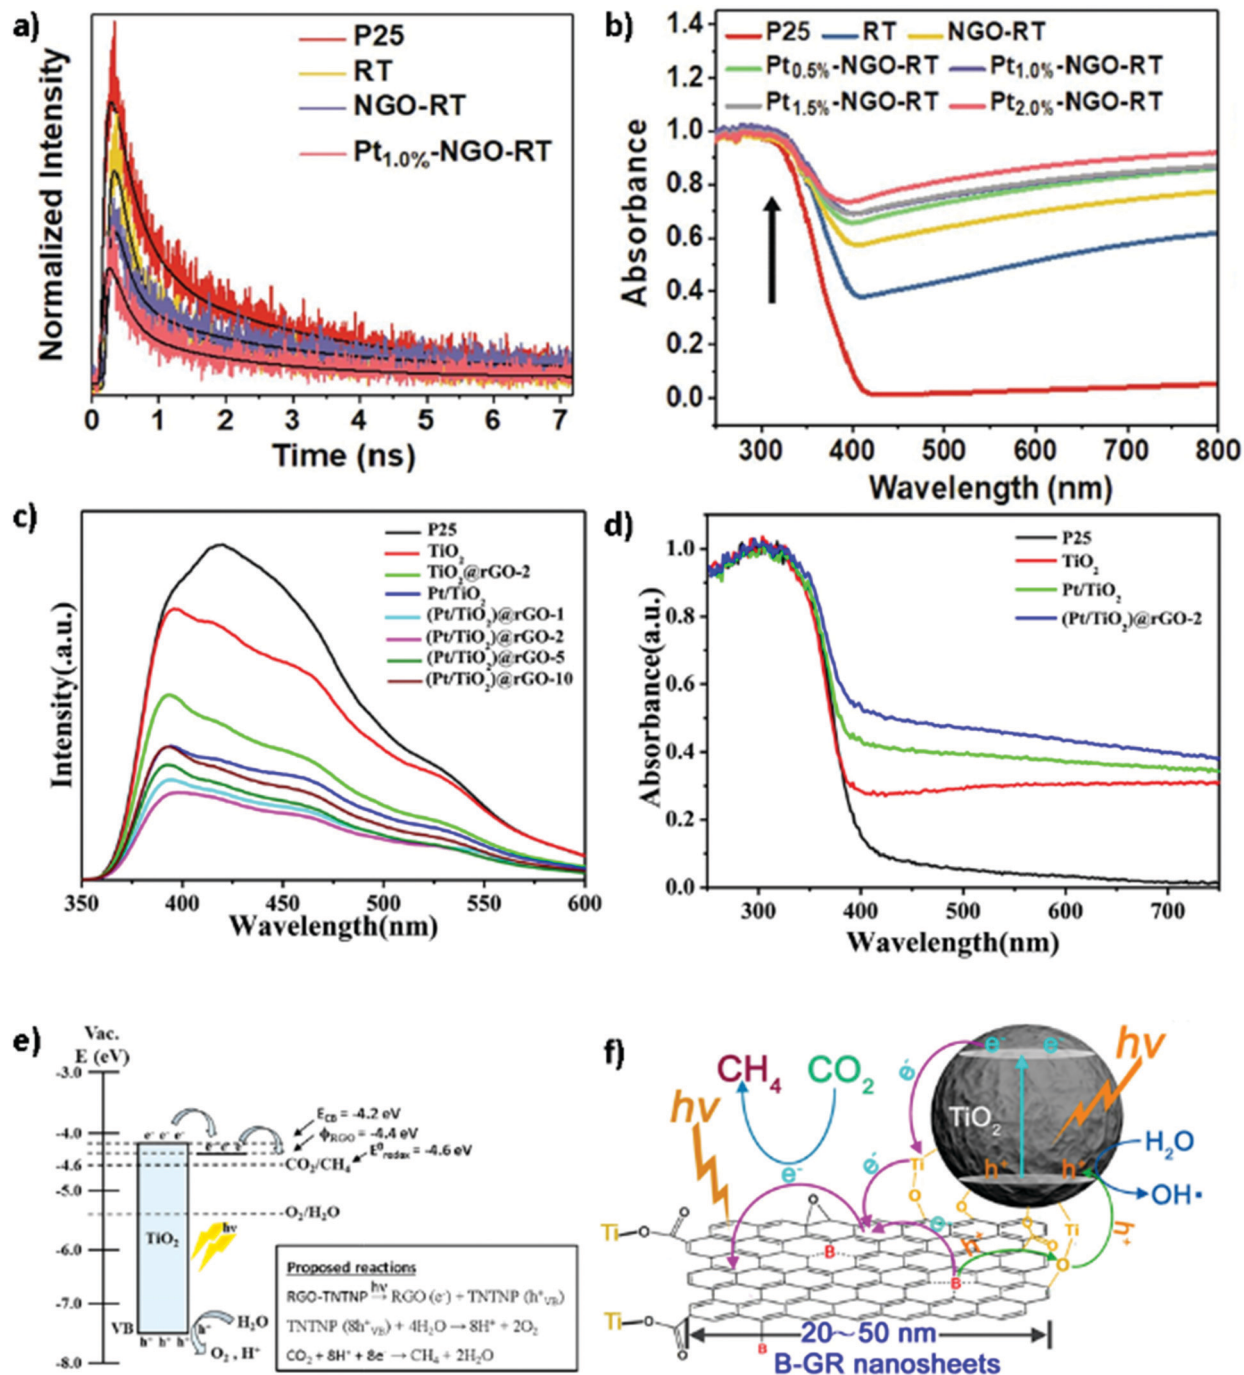 a)
Normalized Intensity
P25
RT
NGO-RT
Pt1.0%-NGO-RT
0 1 2 3 4 5 6 7
Time (ns)
b)
Absorbance
1.4
1.2
1.0
0.8
0.6
0.4
0.2
0.0
P25 RT NGO-RT
Pt0.5%-NGO-RT Pt1.0%-NGO-RT
Pt1.5%-NGO-RT Pt2.0%-NGO-RT
300 400 500 600 700 800
Wavelength (nm)
c)
Intensity(.a.u.)
P25
TiO2
TiO2@rGO-2
Pt/TiO2
(Pt/TiO2)@rGO-1
(Pt/TiO2)@rGO-2
(Pt/TiO2)@rGO-5
(Pt/TiO2)@rGO-10
350 400 450 500 550 600
Wavelength(nm)
d)
Absorbance(a.u.)
1.0
0.8
0.6
0.4
0.2
0.0
P25
TiO2
Pt/TiO2
(Pt/TiO2)@rGO-2
300 400 500 600 700
Wavelength(nm)
e)
Vac.
E (eV)
-3.0
-4.0
-4.6
-5.0
-6.0
-7.0
-8.0
e- e- e-
e- e- e-
ECB = -4.2 eV
ϕRGO = -4.4 eV
E0redox = -4.6 eV
CO2/CH4
O2/H2O
TiO2
hν
VB
h+ h+ h+ h+
H2O
O2 , H+
Proposed reactions
RGO-TNTNP hν→ RGO (e-) + TNTNP (h+VB)
TNTNP (8h+VB) + 4H2O → 8H+ + 2O2
CO2 + 8H+ + 8e- → CH4 + 2H2O
f)
CH4 CO2
hν
e-
e-
e-
e- e
TiO2
hν
h+ h+
H2O
OH•
Ti
O
O
O
O
Ti
O
h+
h+
e
B
B
B
Ti
O
O
Ti
O
O
20~50 nm
B-GR nanosheets